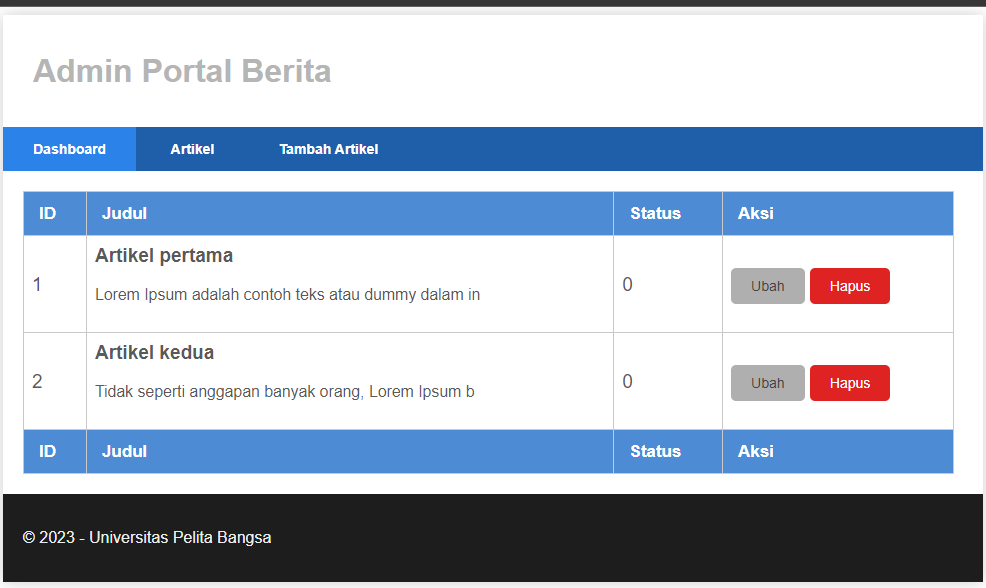 Admin Portal Berita
Dashboard Artikel Tambah Artikel
ID Judul Status Aksi
Artikel pertama
1 0 Ubah Hapus
Lorem Ipsum adalah contoh teks atau dummy dalam in
Artikel kedua
2 0 Ubah Hapus
Tidak seperti anggapan banyak orang, Lorem Ipsum b
ID Judul Status Aksi
© 2023 - Universitas Pelita Bangsa